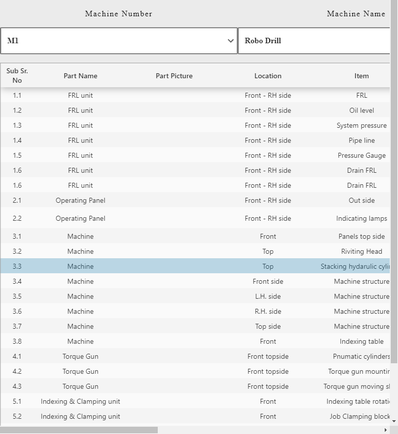 Machine Number Machine Name
M1 Robo Drill
Sub Sr. No Part Name Part Picture Location Item
1.1 FRL unit Front - RH side FRL
1.2 FRL unit Front - RH side Oil level
1.3 FRL unit Front - RH side System pressure
1.4 FRL unit Front - RH side Pipe line
1.5 FRL unit Front - RH side Pressure Gauge
1.6 FRL unit Front - RH side Drain FRL
1.6 FRL unit Front - RH side Drain FRL
2.1 Operating Panel Front - RH side Out side
2.2 Operating Panel Front - RH side Indicating lamps
3.1 Machine Front Panels top side
3.2 Machine Top Riviting Head
3.3 Machine Top Stacking hydarulic cyli
3.4 Machine Front side Machine structure
3.5 Machine L.H. side Machine structure
3.6 Machine R.H. side Machine structure
3.7 Machine Top side Machine structure
3.8 Machine Front Indexing table
4.1 Torque Gun Front topside Pnumatic cylinders
4.2 Torque Gun Front topside Torque gun mountin
4.3 Torque Gun Front topside Torque gun moving sl
5.1 Indexing & Clamping unit Front Indexing table rotati
5.2 Indexing & Clamping unit Front Job Clamping block